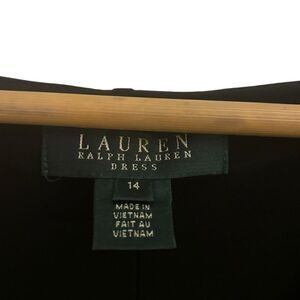 LAUREN
RALPH LAUREN
DRESS
14
MADE IN
VIETNAM
FAIT AU
VIETNAM